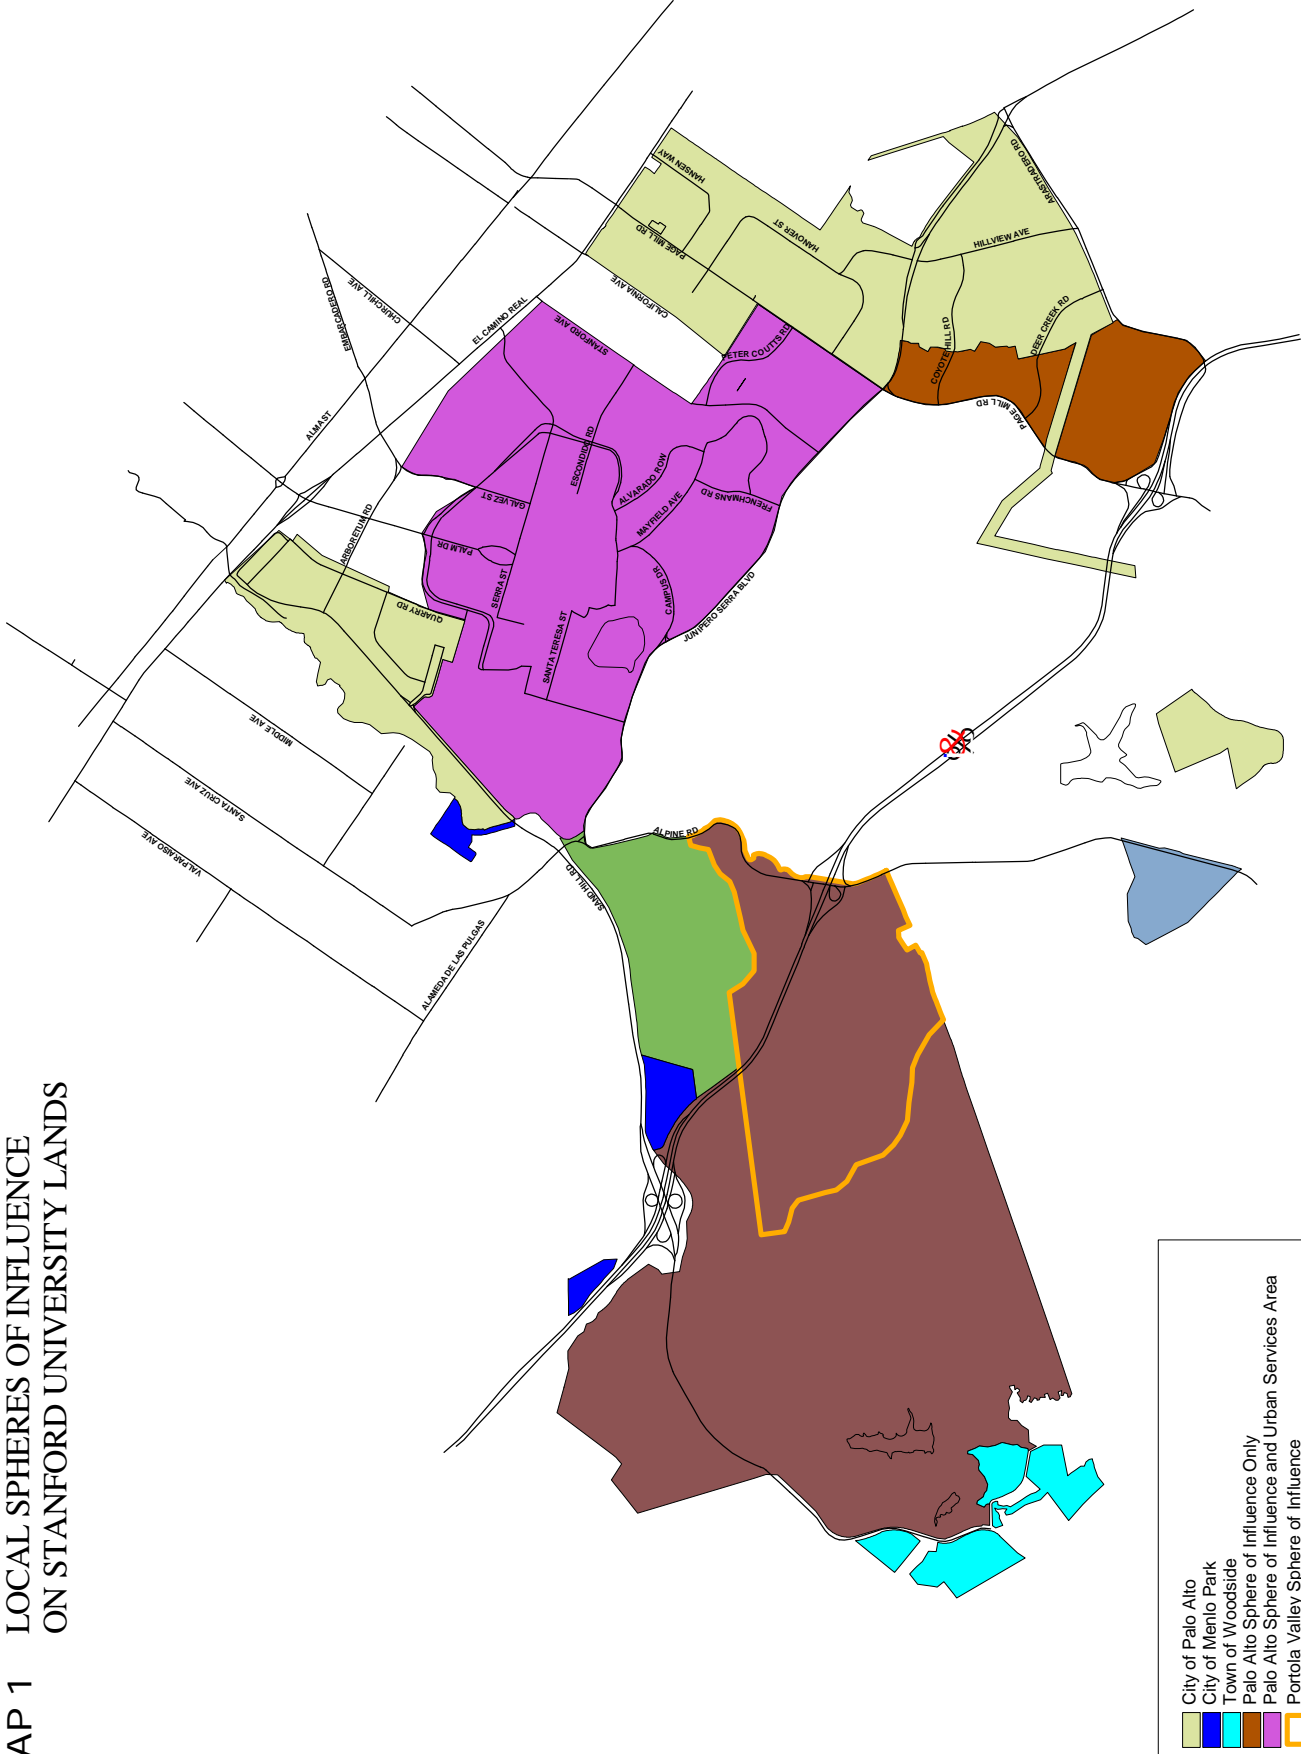 AP 1 LOCAL SPHERES OF INFLUENCE
ON STANFORD UNIVERSITY LANDS
HANSEN WAY
PAGE MILL RD
HANOVER ST
CALIFORNIA AVE
ARASTRADERO RD
HILLVIEW AVE
DEER CREEK RD
COYOTE HILL RD
PAGE MILL RD
PETER COUTTS RD
STANFORD AVE
EL CAMINO REAL
CHURCHILL AVE
EMBARCADERO RD
ALMA ST
ESCONDIDO RD
ALVARADO ROW
MAYFIELD AVE
FRENCHMANS RD
GALVEZ ST
ARBORETUM RD
PALM DR
SERRA ST
CAMPUS DR
JUNIPERO SERRA BLVD
QUARRY RD
SANTA TERESA ST
MIDDLE AVE
SANTA CRUZ AVE
VALPARAISO AVE
ALPINE RD
SAND HILL RD
ALAMEDA DE LAS PULGAS
City of Palo Alto
City of Menlo Park
Town of Woodside
Palo Alto Sphere of Influence Only
Palo Alto Sphere of Influence and Urban Services Area
Portola Valley Sphere of Influence